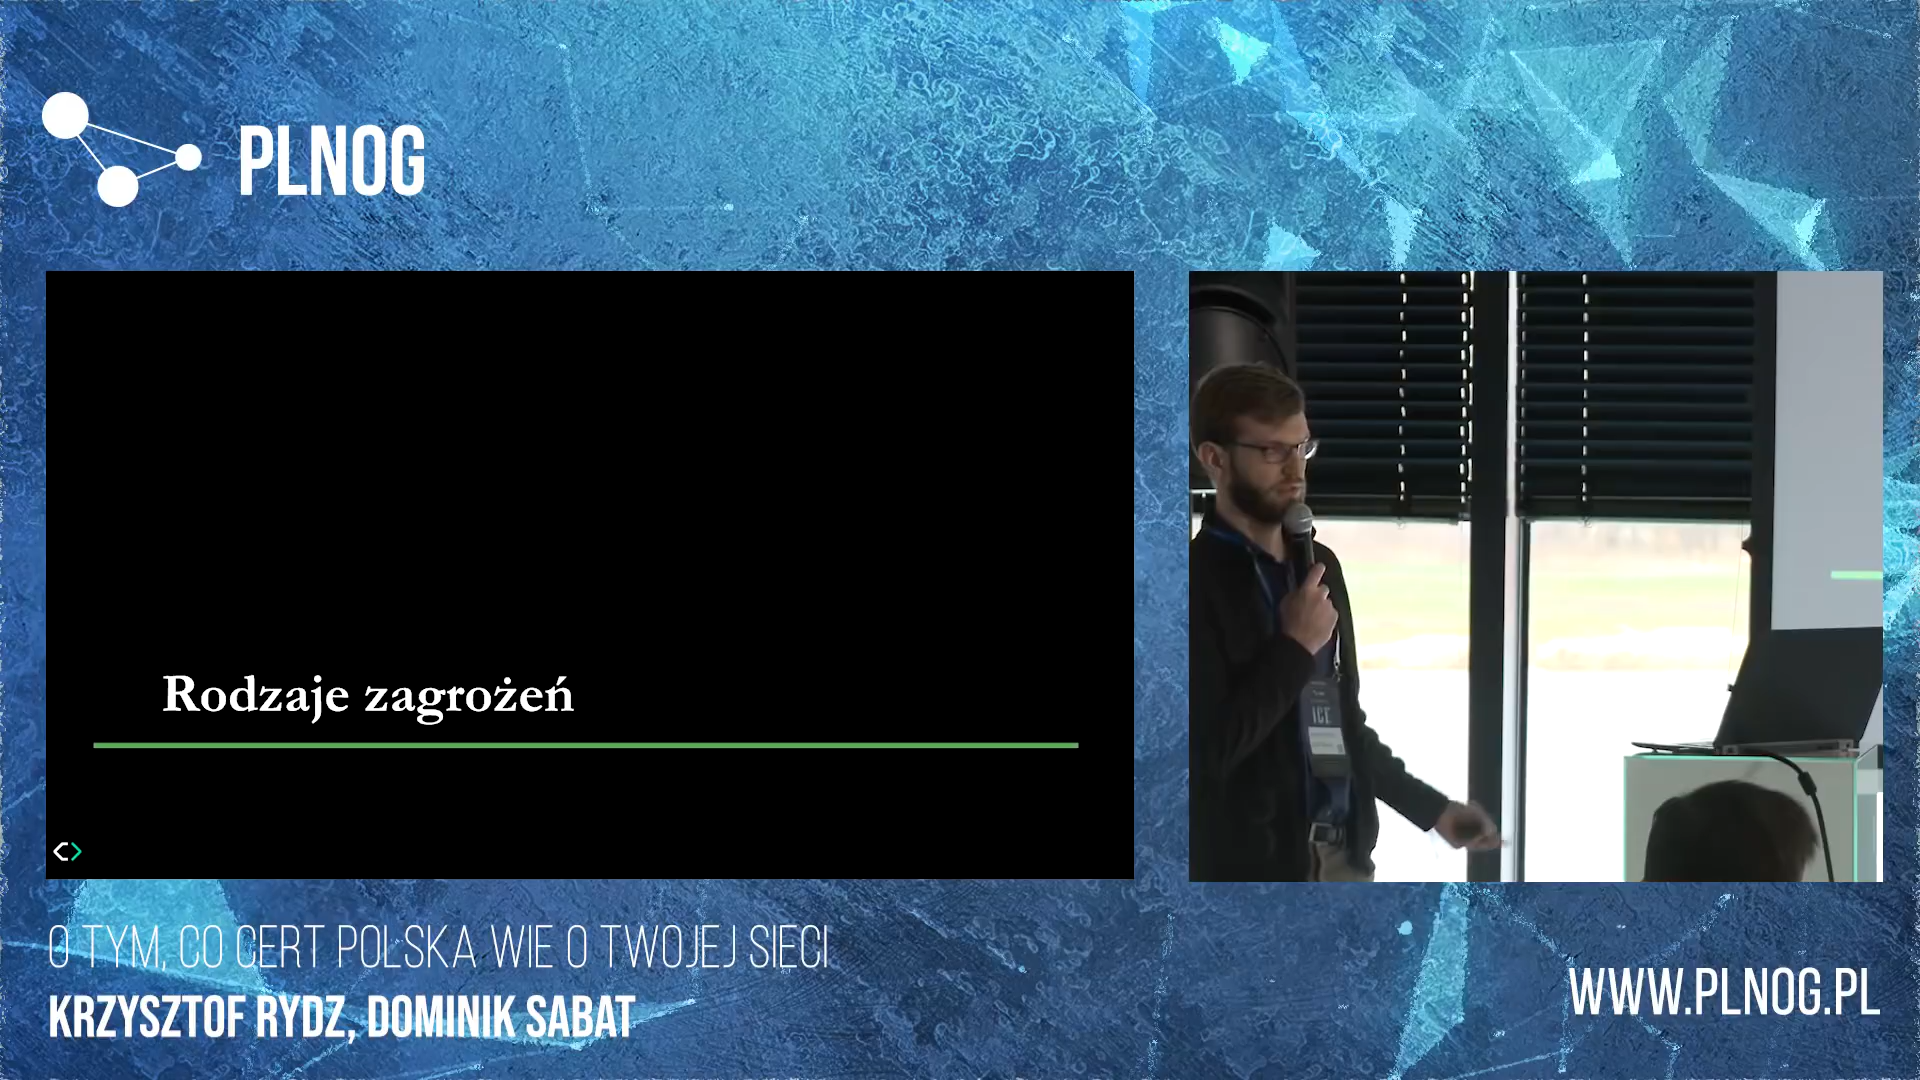 PLNOG
Rodzaje zagrożeń
O TYM, CO CERT POLSKA WIE O TWOJEJ SIECI
KRZYSZTOF RYDZ, DOMINIK SABAT
WWW.PLNOG.PL